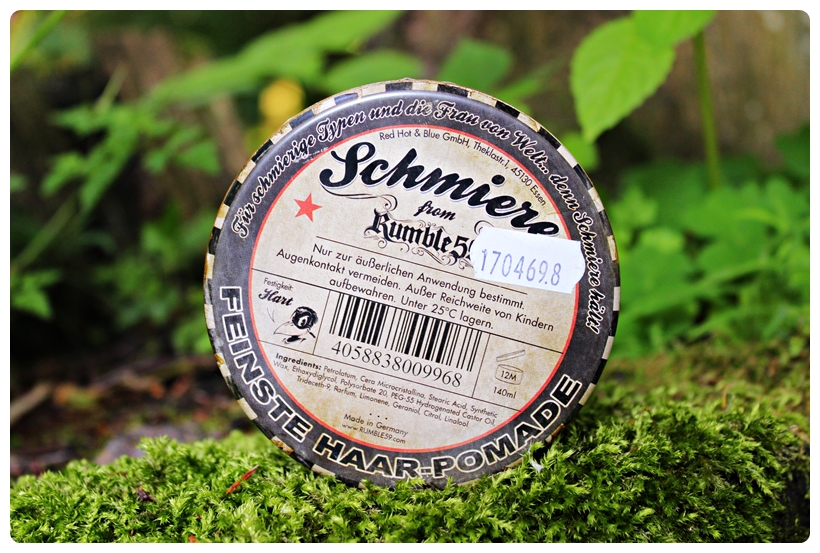 Für schmierige Typen und die Frau von Welt... denn Schmiere hält!
Red Hot & Blue GmbH, Theklastr.1, 45130 Essen
Schmiere
from
Rumble59
170469.8
Nur zur äußerlichen Anwendung bestimmt.
Augenkontakt vermeiden. Außer Reichweite von Kindern
aufbewahren. Unter 25°C lagern.
Festigkeit
Hart
4058838009968
12M
140ml
Ingredients: Petrolatum, Cera Microcristallina, Stearic Acid, Synthetic
Wax, Ethoxydiglycol, Polysorbate 20, PEG-55 Hydrogenated Castor Oil,
Trideceth-9, Parfum, Limonene, Geraniol, Citral, Linalool
Made in Germany
www.RUMBLE59.com
FEINSTE HAAR-POMADE